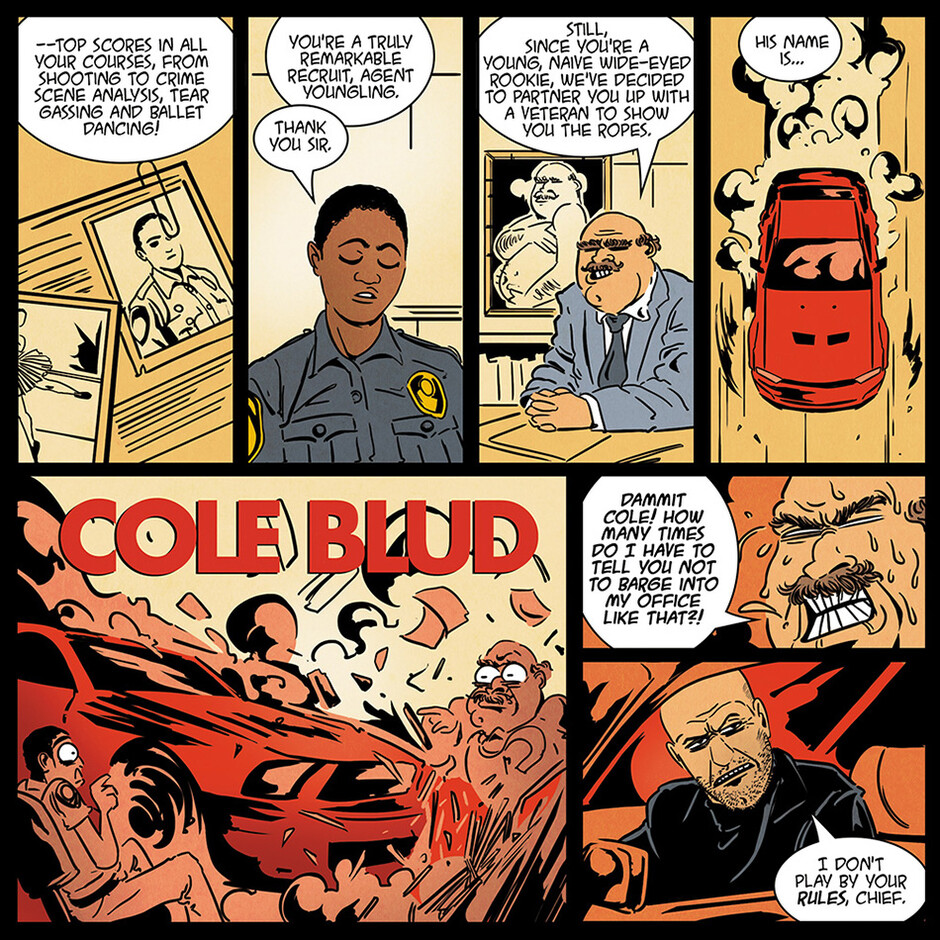 --TOP SCORES IN ALL
YOUR COURSES, FROM
SHOOTING TO CRIME
SCENE ANALYSIS, TEAR
GASSING AND BALLET
DANCING!
YOU'RE A TRULY
REMARKABLE
RECRUIT, AGENT
YOUNGLING.
THANK
YOU SIR.
STILL,
SINCE YOU'RE A
YOUNG, NAIVE WIDE-EYED
ROOKIE, WE'VE DECIDED
TO PARTNER YOU UP WITH
A VETERAN TO SHOW
YOU THE ROPES.
HIS NAME
IS...
COLE BLUD
DAMMIT
COLE! HOW
MANY TIMES
DO I HAVE TO
TELL YOU NOT
TO BARGE INTO
MY OFFICE
LIKE THAT?!
I DON'T
PLAY BY YOUR
RULES, CHIEF.